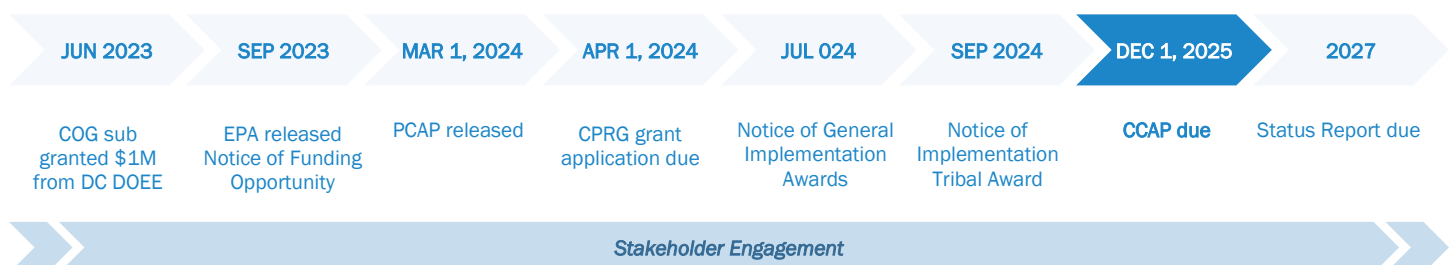 JUN 2023
SEP 2023
MAR 1, 2024
APR 1, 2024
JUL 024
SEP 2024
DEC 1, 2025
2027
COG sub
granted $1M
from DC DOEE
EPA released
Notice of Funding
Opportunity
PCAP released
CPRG grant
application due
Notice of General
Implementation
Awards
Notice of
Implementation
Tribal Award
CCAP due
Status Report due
Stakeholder Engagement